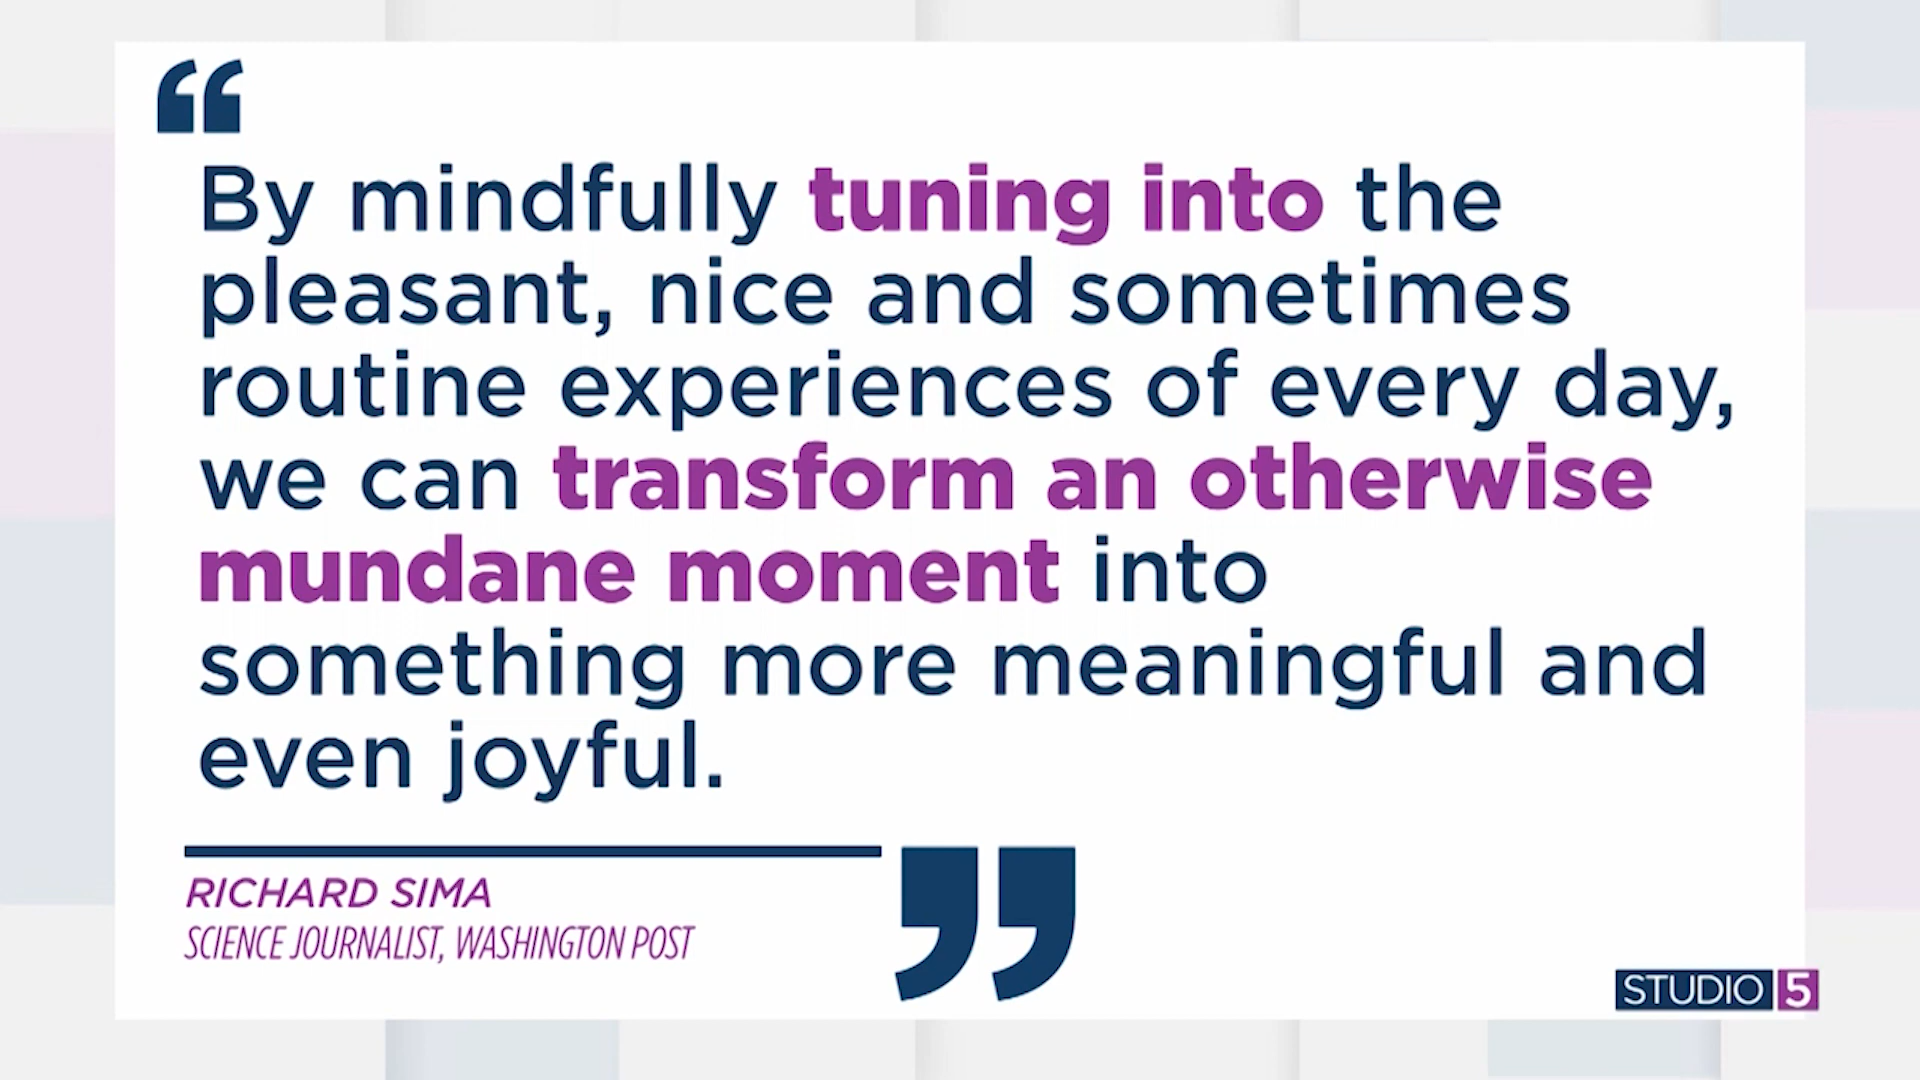 “
By mindfully tuning into the
pleasant, nice and sometimes
routine experiences of every day,
we can transform an otherwise
mundane moment into
something more meaningful and
even joyful.
”
RICHARD SIMA
SCIENCE JOURNALIST, WASHINGTON POST
STUDIO 5